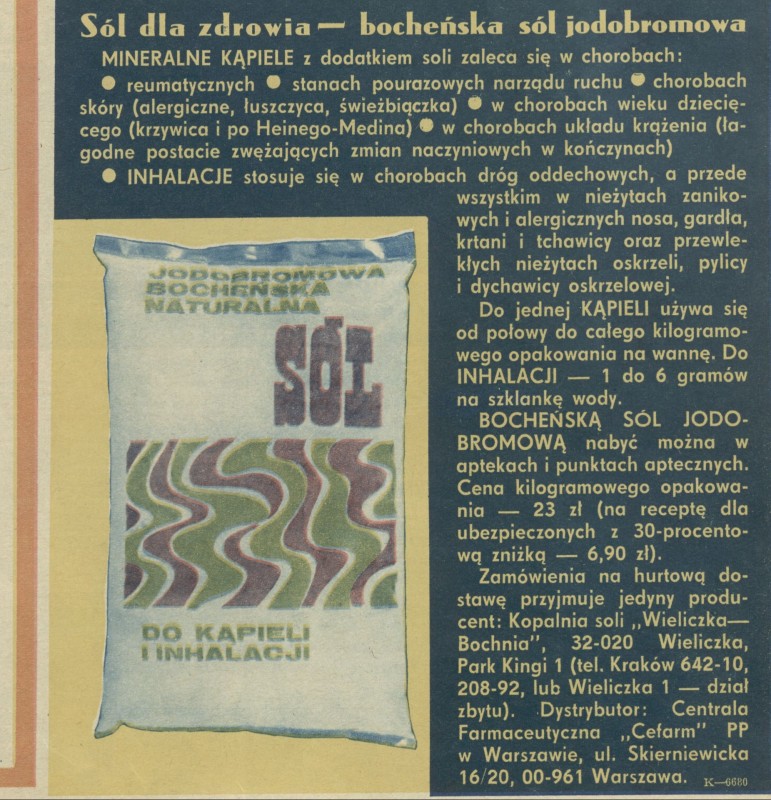 Sól dla zdrowia — bocheńska sól jodobromowa
MINERALNE KĄPIELE z dodatkiem soli zaleca się w chorobach:
● reumatycznych ● stanach pourazowych narządu ruchu ● chorobach
skóry (alergiczne, łuszczyca, świeżbiączka) ● w chorobach wieku dziecię-
cego (krzywica i po Heinego-Medina) ● w chorobach układu krążenia (ła-
godne postacie zwężających zmian naczyniowych w kończynach)
● INHALACJE stosuje się w chorobach dróg oddechowych, a przede
wszystkim w nieżytach zaniko-
wych i alergicznych nosa, gardła,
krtani i tchawicy oraz przewle-
kłych nieżytach oskrzeli, pylicy
i dychawicy oskrzelowej.
Do jednej KĄPIELI używa się
od połowy do całego kilogramo-
wego opakowania na wannę. Do
INHALACJI — 1 do 6 gramów
na szklankę wody.
BOCHEŃSKĄ SÓL JODO-
BROMOWĄ nabyć można w
aptekach i punktach aptecznych.
Cena kilogramowego opakowa-
nia — 23 zł (na receptę dla
ubezpieczonych z 30-procento-
wą zniżką — 6,90 zł).
Zamówienia na hurtową do-
stawę przyjmuje jedyny produ-
cent: Kopalnia soli „Wieliczka—
Bochnia”, 32-020 Wieliczka,
Park Kingi 1 (tel. Kraków 642-10,
208-92, lub Wieliczka 1 — dział
zbytu). Dystrybutor: Centrala
Farmaceutyczna „Cefarm” PP
w Warszawie, ul. Skierniewicka
16/20, 00-961 Warszawa. K—6680
JODOBROMOWA
BOCHEŃSKA
NATURALNA
SÓL
DO KĄPIELI
I INHALACJI